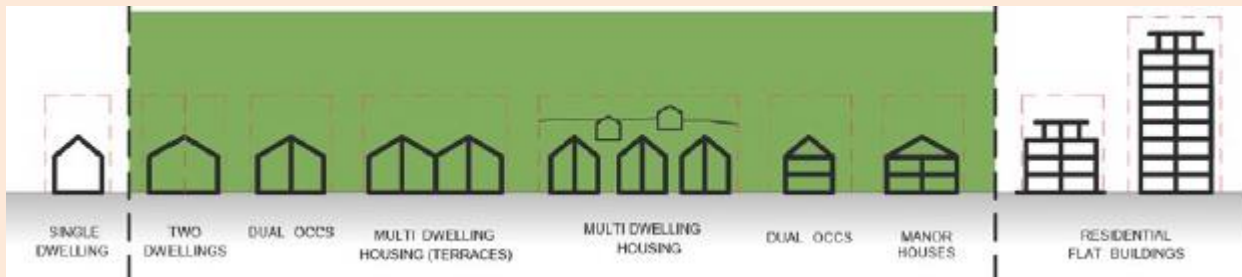 SINGLE
DWELLING
TWO
DWELLINGS
DUAL OCCS
MULTI DWELLING
HOUSING (TERRACES)
MULTI DWELLING
HOUSING
DUAL OCCS
MANOR
HOUSES
RESIDENTIAL
FLAT BUILDINGS